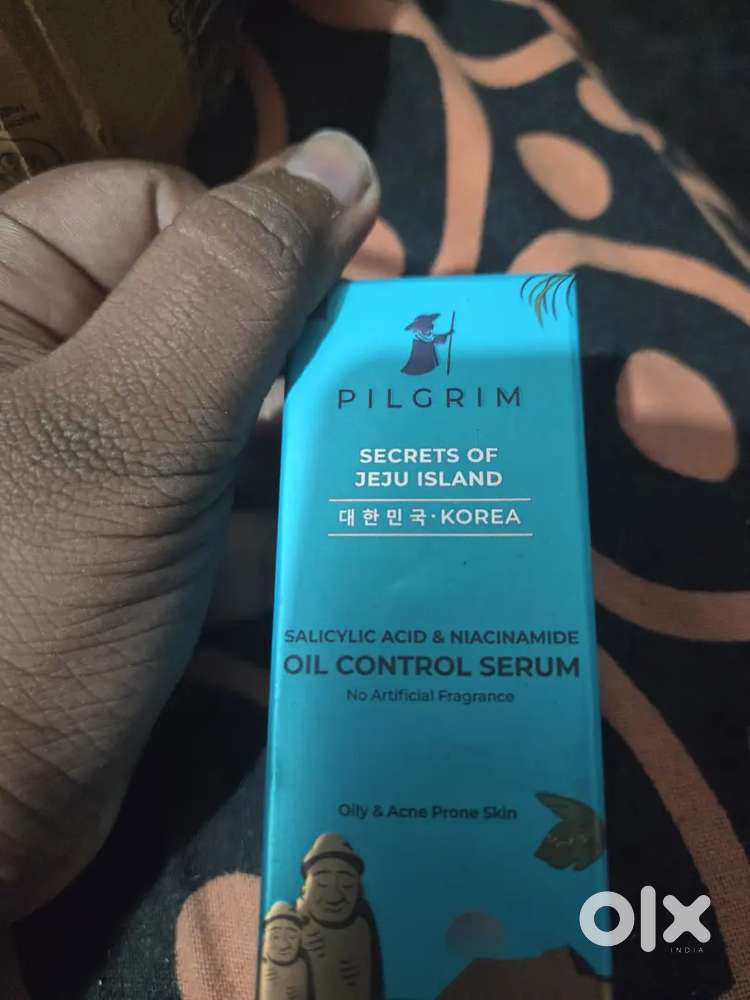 PILGRIM
SECRETS OF
JEJU ISLAND
대한민국·KOREA
SALICYLIC ACID & NIACINAMIDE
OIL CONTROL SERUM
No Artificial Fragrance
Oily & Acne Prone Skin
olx
INDIA